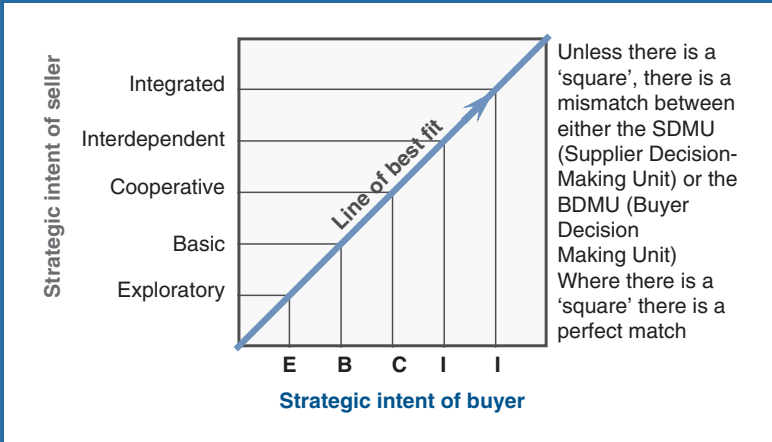 Strategic intent of seller
Integrated
Interdependent
Cooperative
Basic
Exploratory
Line of best fit
E B C I I
Strategic intent of buyer
Unless there is a
‘square’, there is a
mismatch between
either the SDMU
(Supplier Decision-
Making Unit) or the
BDMU (Buyer
Decision
Making Unit)
Where there is a
‘square’ there is a
perfect match